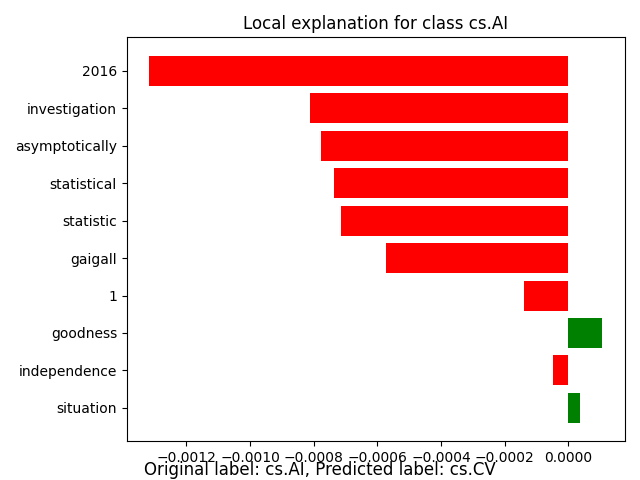 Local explanation for class cs.AI
2016
investigation
asymptotically
statistical
statistic
gaigall
1
goodness
independence
situation
−0.0012 −0.0010 −0.0008 −0.0006 −0.0004 −0.0002 0.0000
Original label: cs.AI, Predicted label: cs.CV